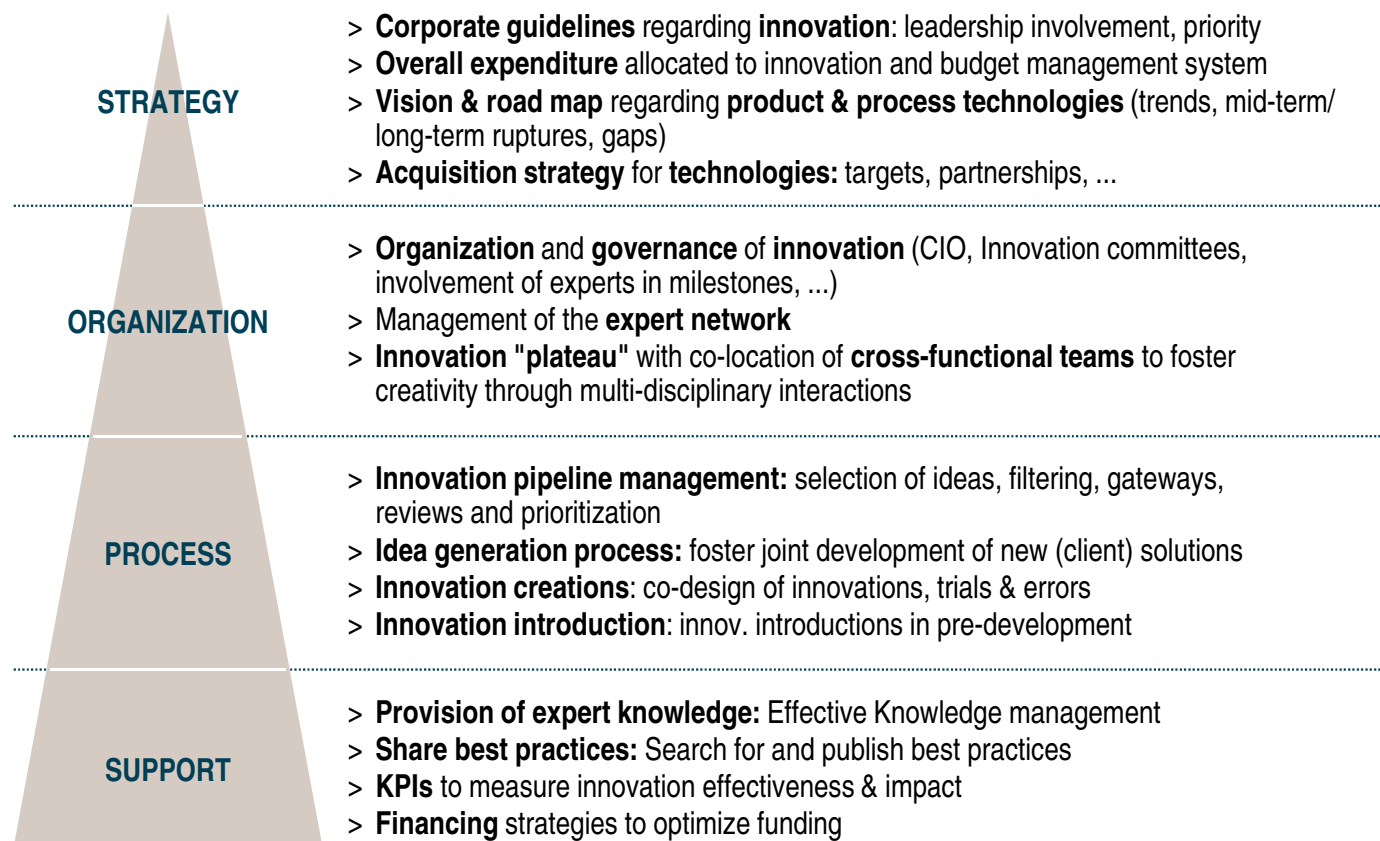 STRATEGY
> Corporate guidelines regarding innovation: leadership involvement, priority
> Overall expenditure allocated to innovation and budget management system
> Vision & road map regarding product & process technologies (trends, mid-term/
long-term ruptures, gaps)
> Acquisition strategy for technologies: targets, partnerships, ...
ORGANIZATION
> Organization and governance of innovation (CIO, Innovation committees,
involvement of experts in milestones, ...)
> Management of the expert network
> Innovation "plateau" with co-location of cross-functional teams to foster
creativity through multi-disciplinary interactions
PROCESS
> Innovation pipeline management: selection of ideas, filtering, gateways,
reviews and prioritization
> Idea generation process: foster joint development of new (client) solutions
> Innovation creations: co-design of innovations, trials & errors
> Innovation introduction: innov. introductions in pre-development
SUPPORT
> Provision of expert knowledge: Effective Knowledge management
> Share best practices: Search for and publish best practices
> KPIs to measure innovation effectiveness & impact
> Financing strategies to optimize funding